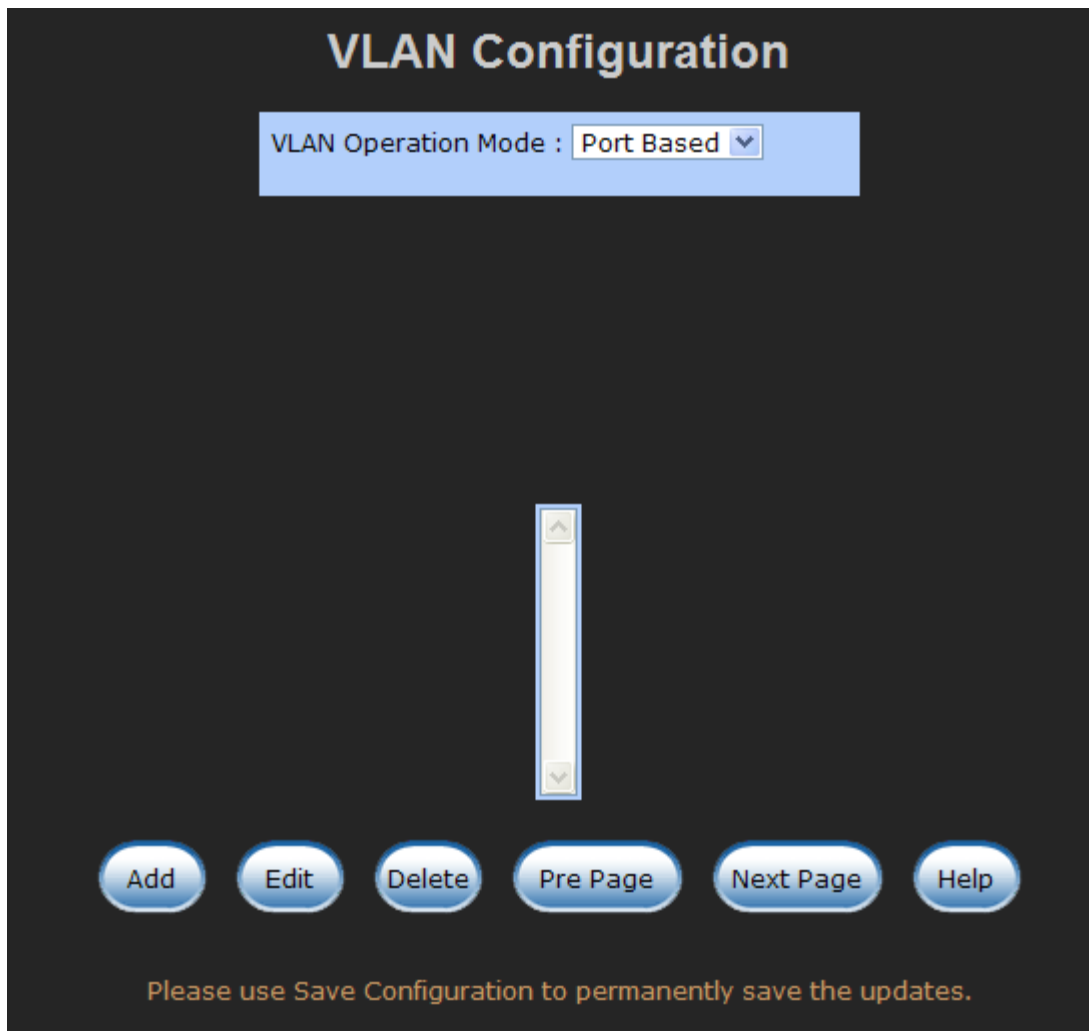 VLAN Configuration
VLAN Operation Mode : Port Based
Add Edit Delete Pre Page Next Page Help
Please use Save Configuration to permanently save the updates.